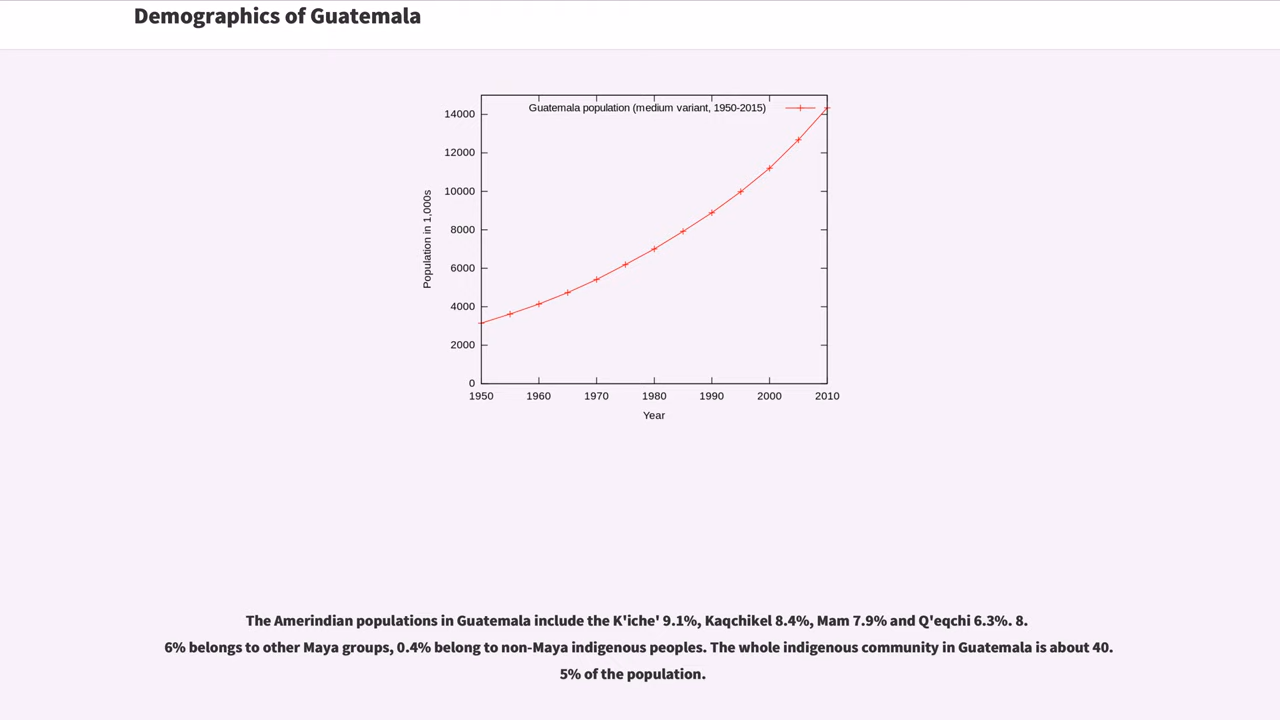 Demographics of Guatemala
Guatemala population (medium variant, 1950-2015)
14000
12000
10000
8000
6000
4000
2000
0
Population in 1,000s
1950 1960 1970 1980 1990 2000 2010
Year
The Amerindian populations in Guatemala include the K'iche' 9.1%, Kaqchikel 8.4%, Mam 7.9% and Q'eqchi 6.3%. 8.
6% belongs to other Maya groups, 0.4% belong to non-Maya indigenous peoples. The whole indigenous community in Guatemala is about 40.
5% of the population.